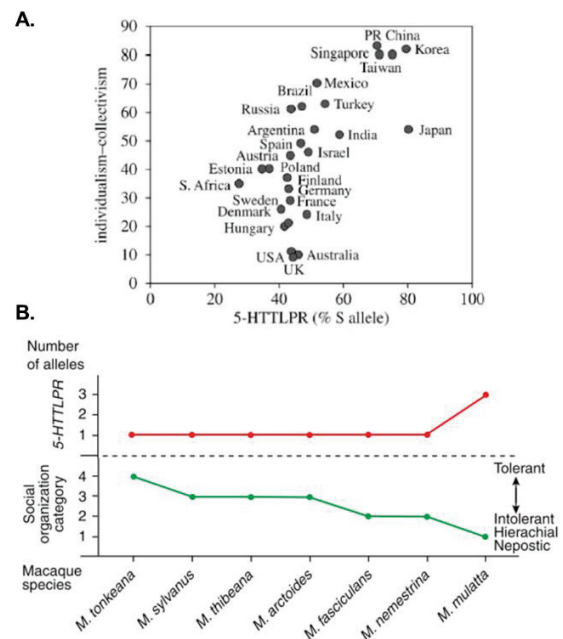 A.
90
80
70
60
50
40
30
20
10
0
individualism–collectivism
PR China
Singapore
Korea
Taiwan
Mexico
Brazil
Russia
Turkey
Argentina
India
Japan
Spain
Israel
Austria
Estonia
Poland
S. Africa
Finland
Germany
Sweden
France
Denmark
Italy
Hungary
USA
Australia
UK
0 20 40 60 80 100
5-HTTLPR (% S allele)
B.
Number
of alleles
5-HTTLPR
3
2
1
Social
organization
category
4
3
2
1
Tolerant
Intolerant
Hierachial
Nepostic
Macaque
species
M. tonkeana
M. sylvanus
M. thibeana
M. arctoides
M. fasciculans
M. nemestrina
M. mulatta